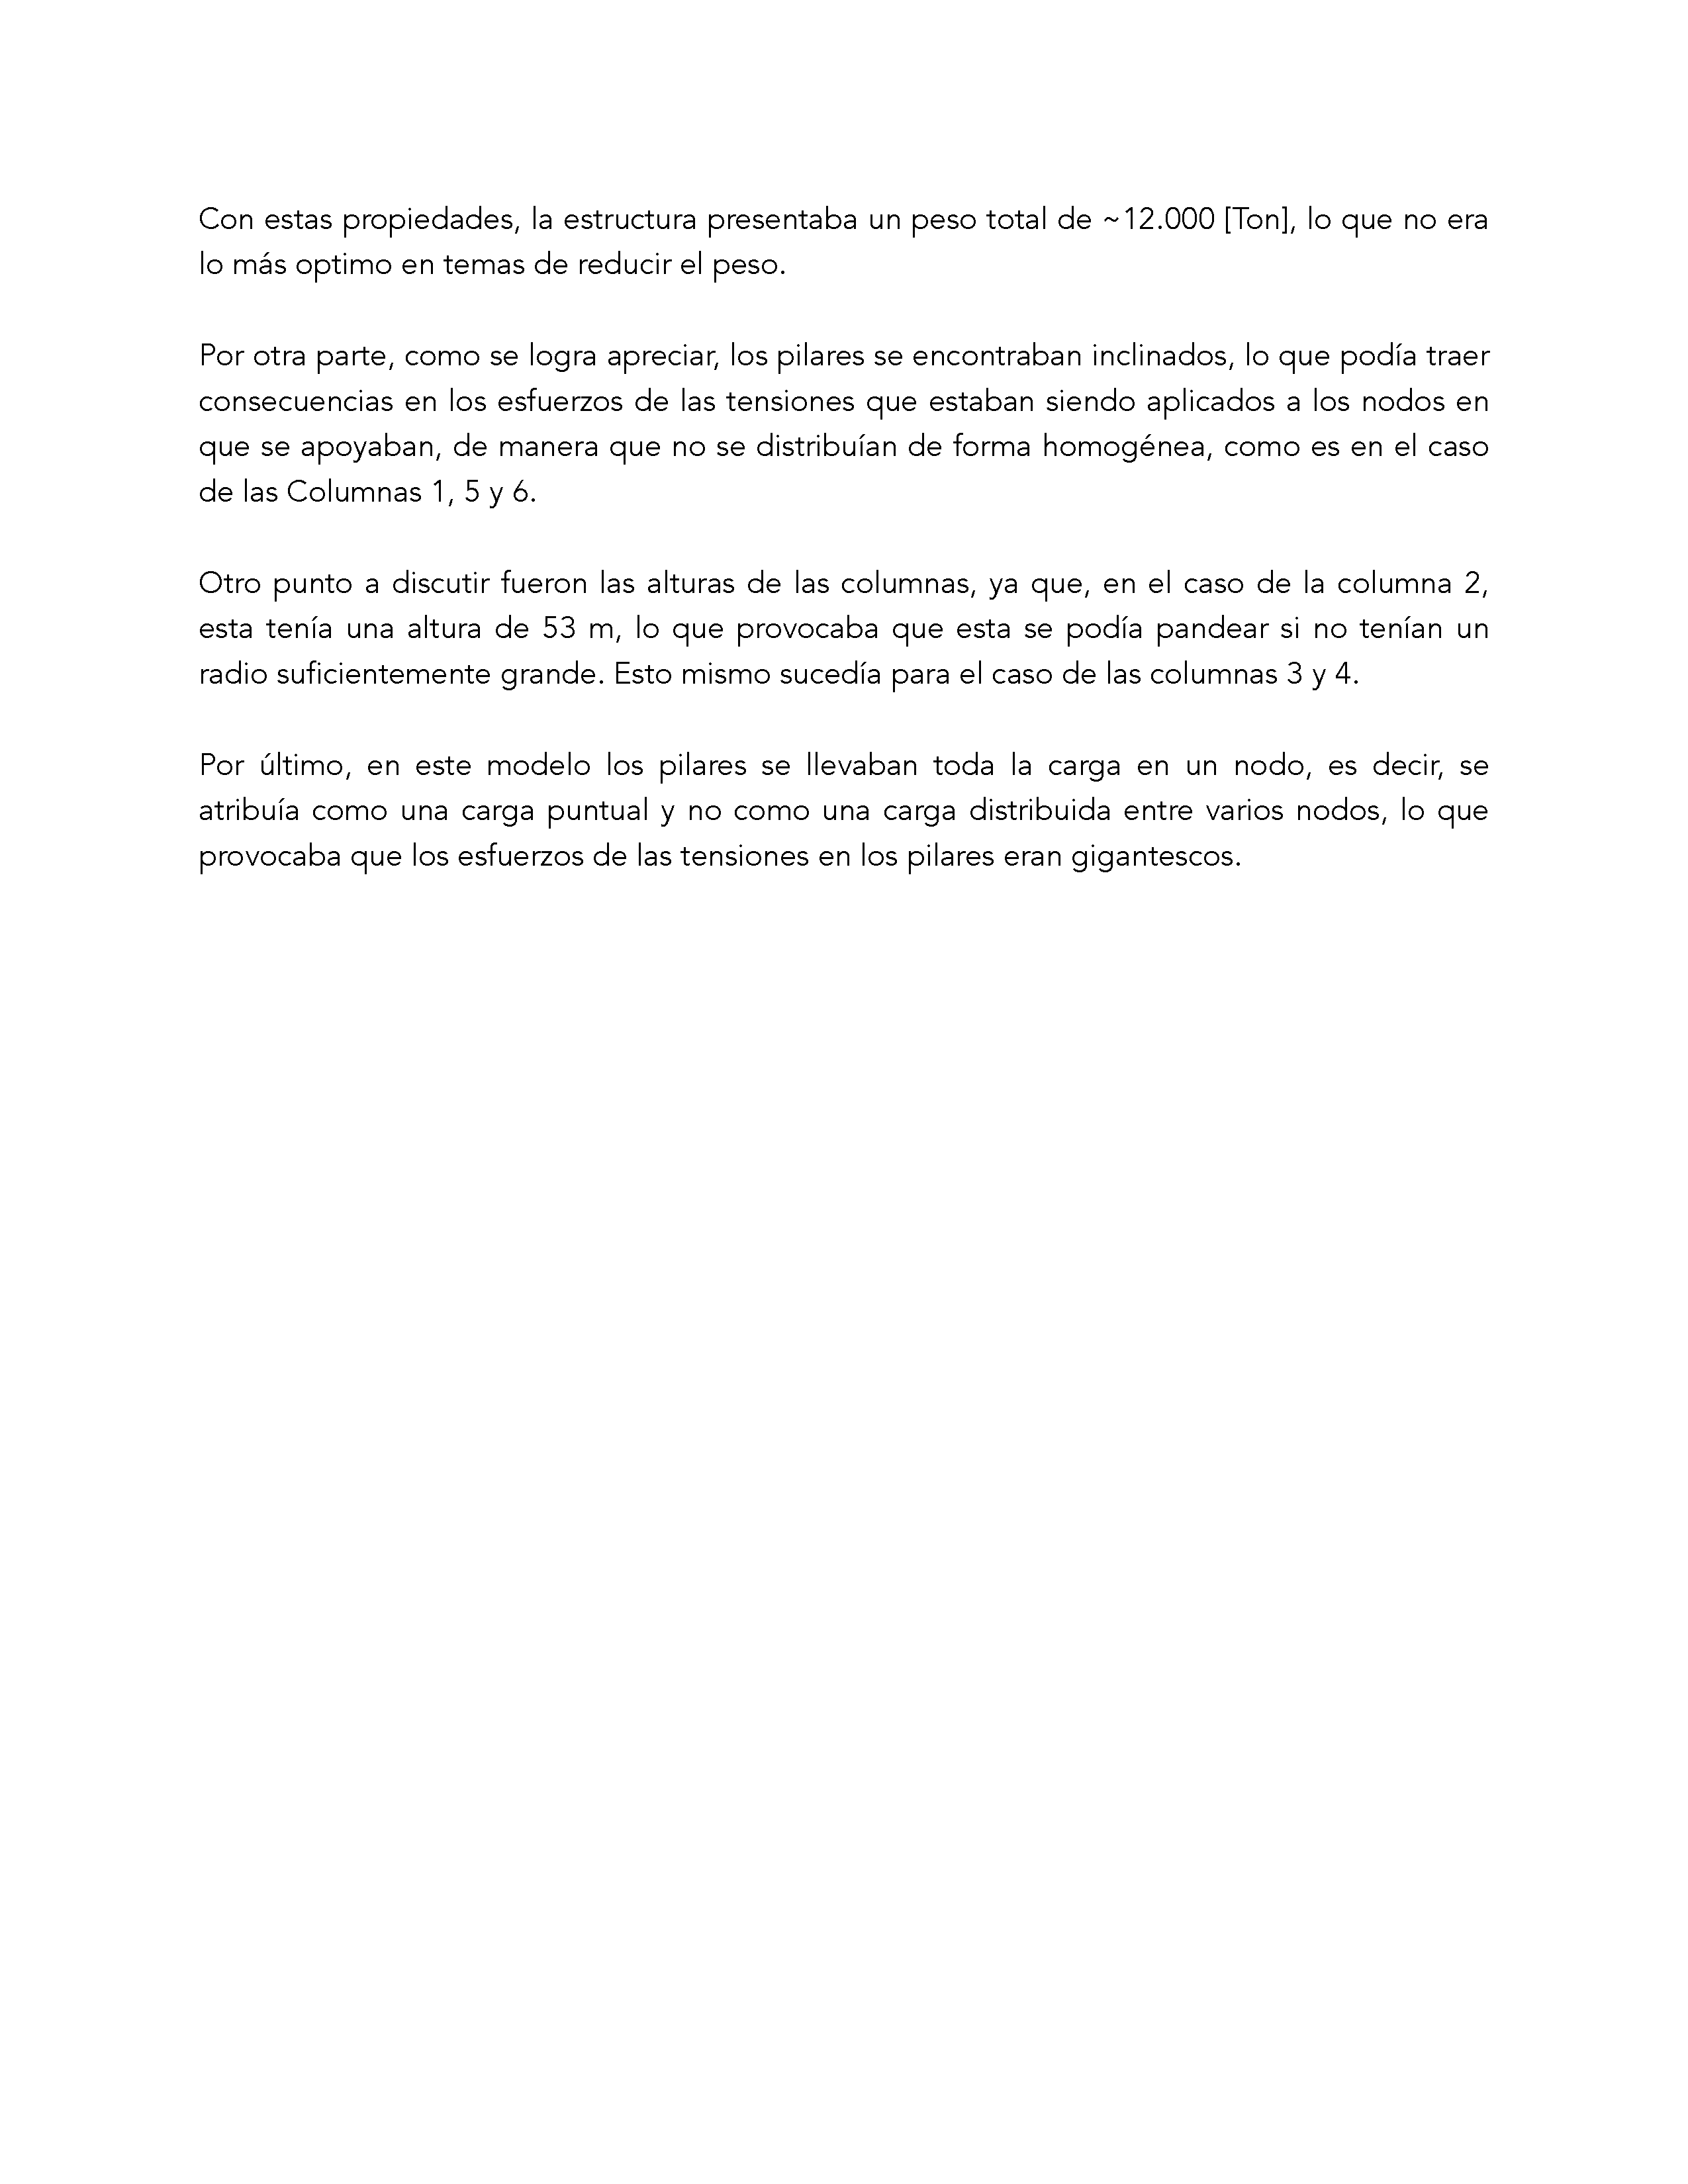 Con estas propiedades, la estructura presentaba un peso total de ~12.000 [Ton], lo que no era
lo más optimo en temas de reducir el peso.
Por otra parte, como se logra apreciar, los pilares se encontraban inclinados, lo que podía traer
consecuencias en los esfuerzos de las tensiones que estaban siendo aplicados a los nodos en
que se apoyaban, de manera que no se distribuían de forma homogénea, como es en el caso
de las Columnas 1, 5 y 6.
Otro punto a discutir fueron las alturas de las columnas, ya que, en el caso de la columna 2,
esta tenía una altura de 53 m, lo que provocaba que esta se podía pandear si no tenían un
radio suficientemente grande. Esto mismo sucedía para el caso de las columnas 3 y 4.
Por último, en este modelo los pilares se llevaban toda la carga en un nodo, es decir, se
atribuía como una carga puntual y no como una carga distribuida entre varios nodos, lo que
provocaba que los esfuerzos de las tensiones en los pilares eran gigantescos.